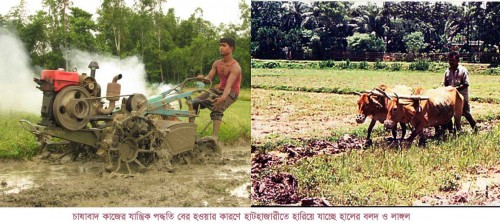 চাষাবাদ কাজের যান্ত্রিক পদ্ধতি বের হওয়ার কারণে হাটহাজারীতে হারিয়ে যাচ্ছে হালের বলদ ও লাঙ্গল